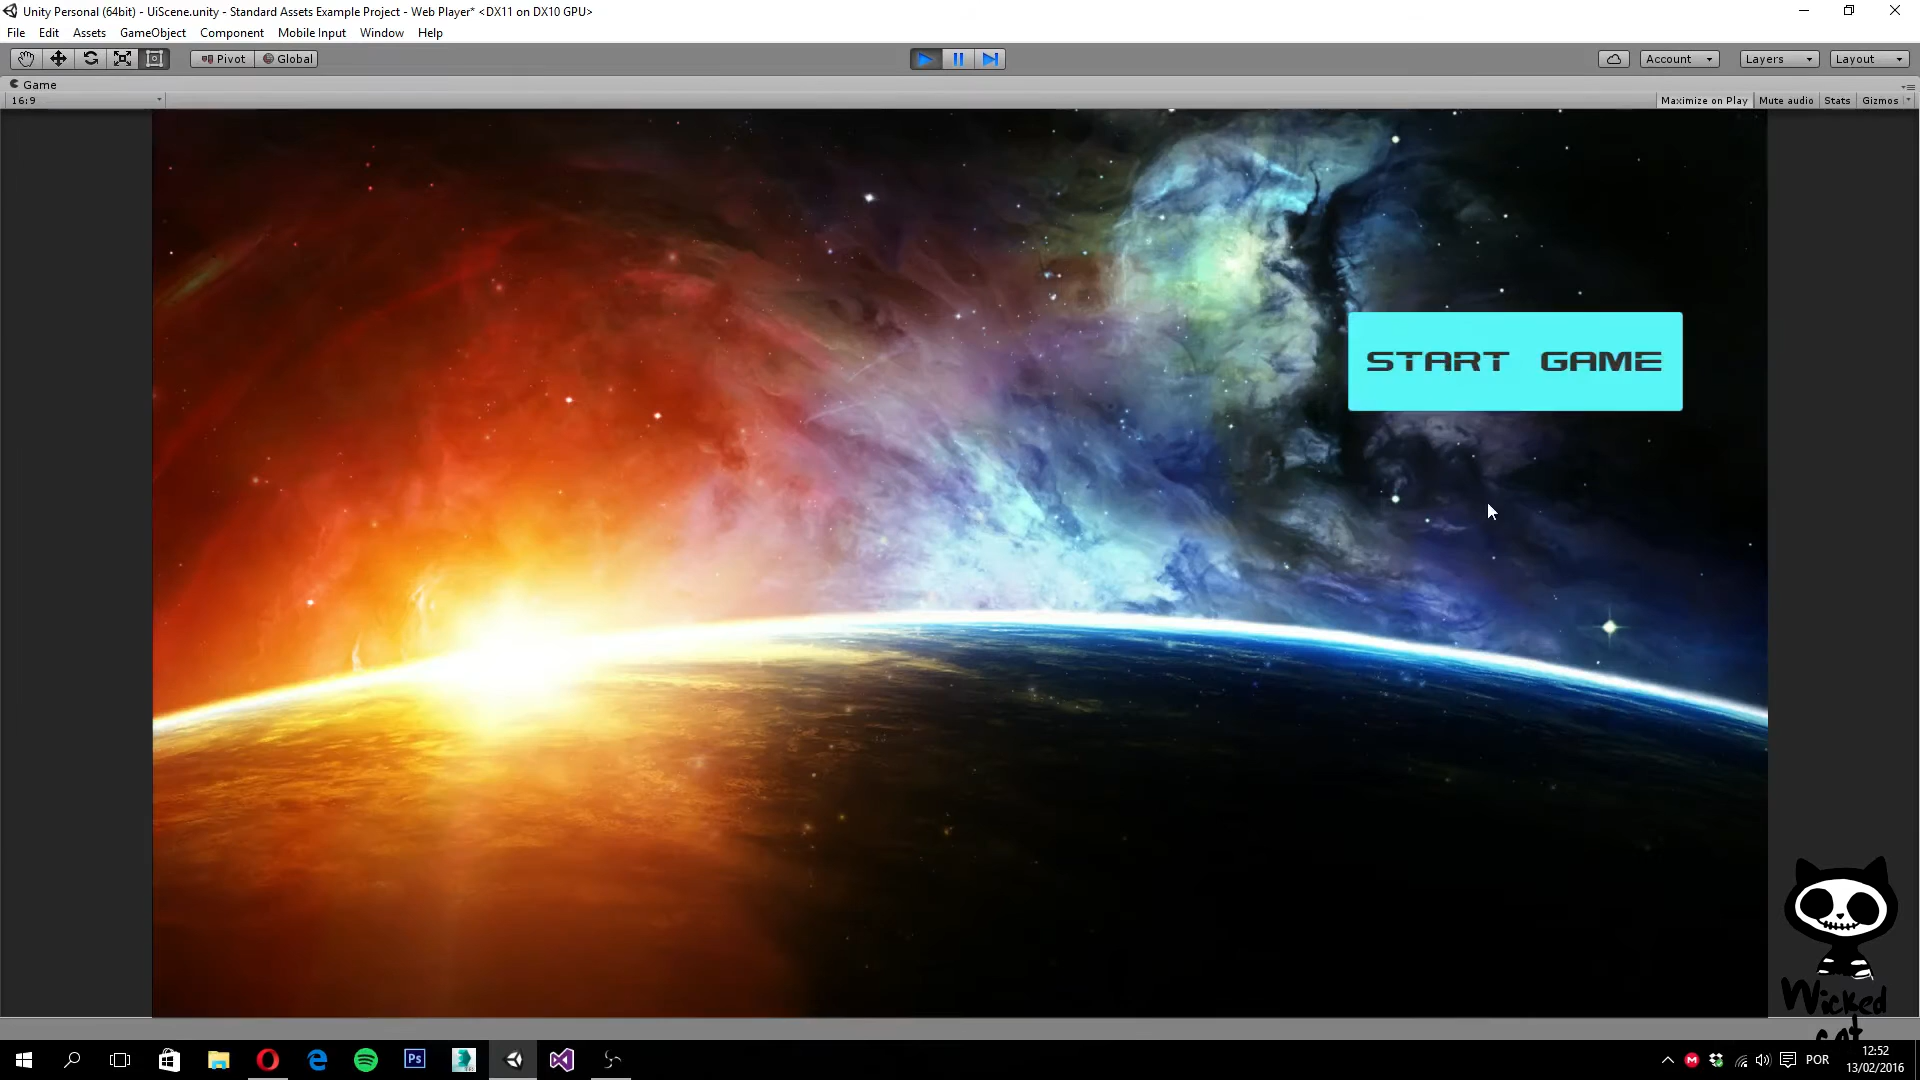 Unity Personal (64bit) - UiScene.unity - Standard Assets Example Project - Web Player* <DX11 on DX10 GPU>
File Edit Assets GameObject Component Mobile Input Window Help
Pivot Global Account Layers Layout
Game
16:9 Maximize on Play Mute audio Stats Gizmos
START GAME
Wicked
cat
Ps
POR
12:52
13/02/2016